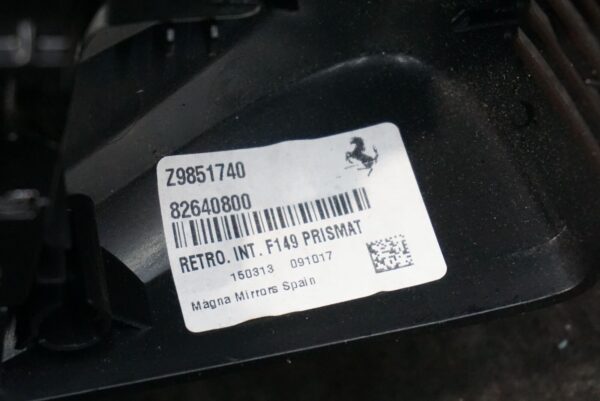 Z9851740
82640800
RETRO. INT. F149 PRISMAT
150313 091017
Magna Mirrors Spain